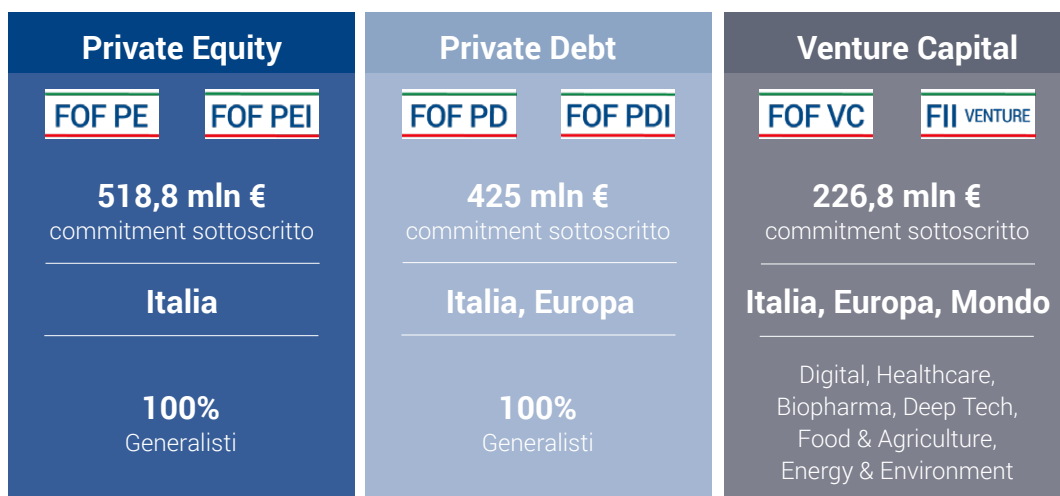 Private Equity
FOF PE
FOF PEI
518,8 mln €
commitment sottoscritto
Italia
100%
Generalisti
Private Debt
FOF PD
FOF PDI
425 mln €
commitment sottoscritto
Italia, Europa
100%
Generalisti
Venture Capital
FOF VC
FII VENTURE
226,8 mln €
commitment sottoscritto
Italia, Europa, Mondo
Digital, Healthcare,
Biopharma, Deep Tech,
Food & Agriculture,
Energy & Environment